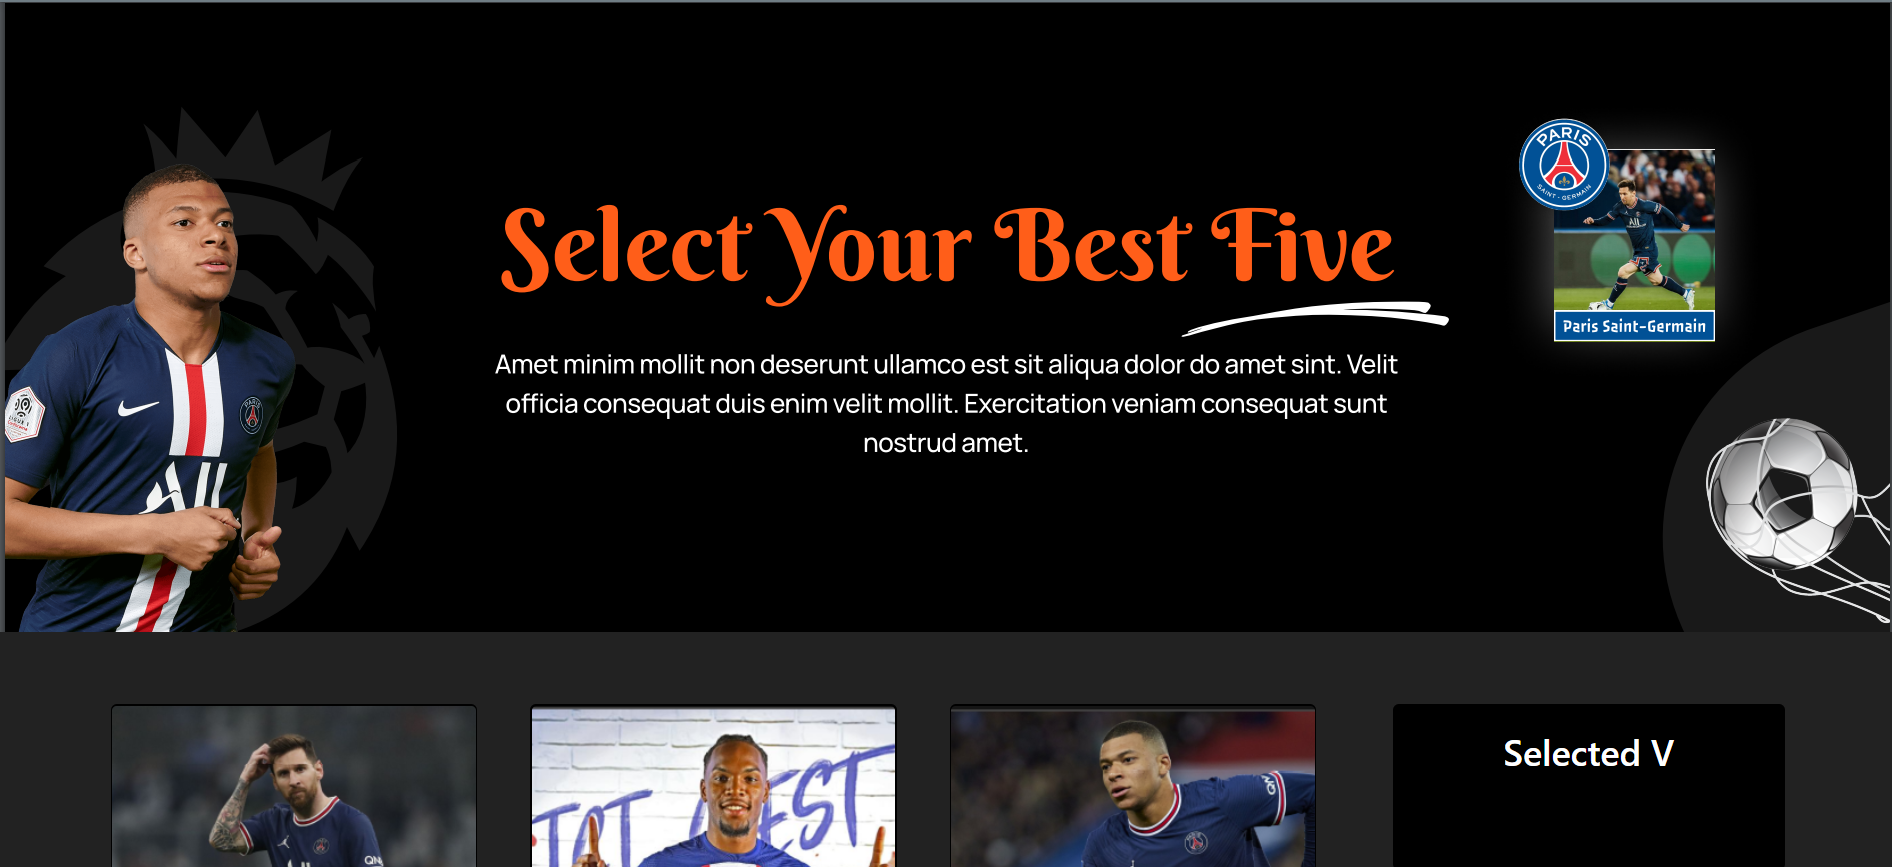 Select Your Best Five
Amet minim mollit non deserunt ullamco est sit aliqua dolor do amet sint. Velit
officia consequat duis enim velit mollit. Exercitation veniam consequat sunt
nostrud amet.
PARIS
SAINT - GERMAIN
Paris Saint-Germain
PARIS
Selected V